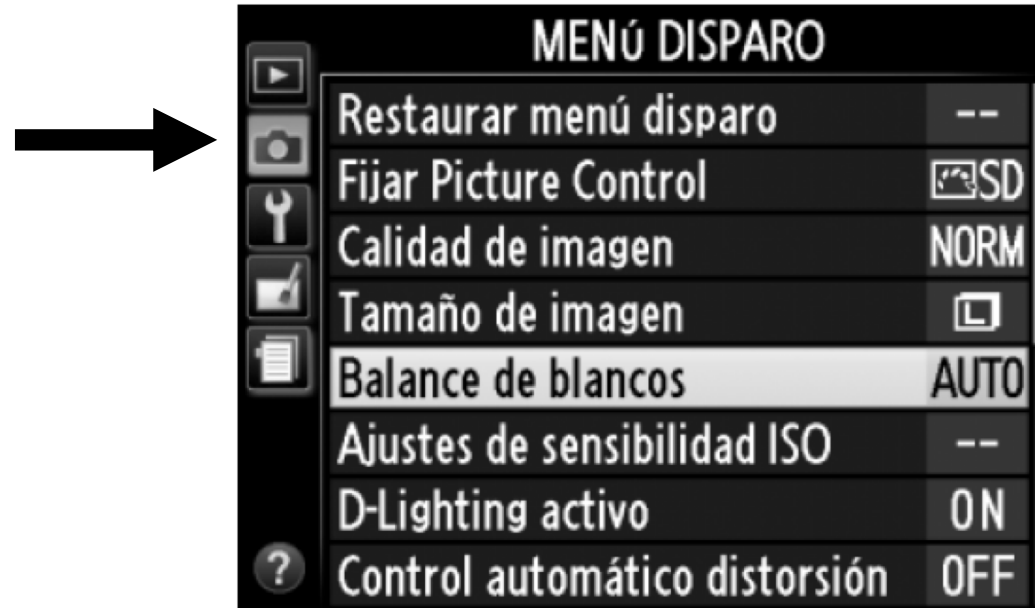 MENú DISPARO
Restaurar menú disparo --
Fijar Picture Control SD
Calidad de imagen NORM
Tamaño de imagen L
Balance de blancos AUTO
Ajustes de sensibilidad ISO --
D-Lighting activo ON
Control automático distorsión OFF
?